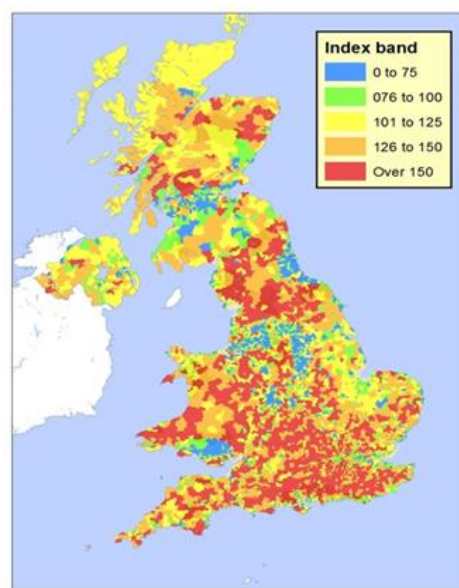 Index band
0 to 75
076 to 100
101 to 125
126 to 150
Over 150